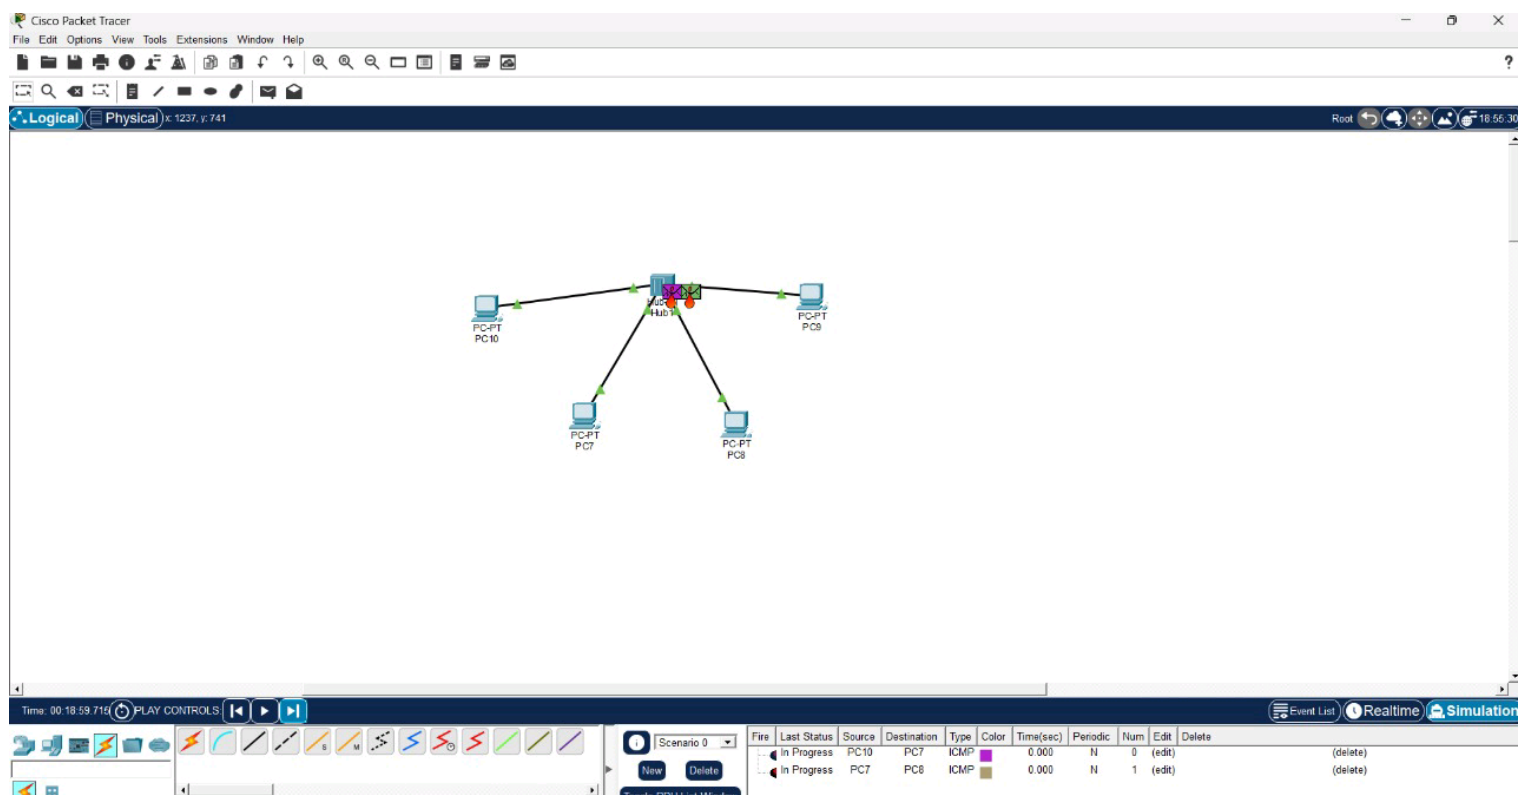 Cisco Packet Tracer
File Edit Options View Tools Extensions Window Help
?
Logical Physical x: 1237, y: 741 Root 18:55:30
PC-PT
PC10
Hub1
PC-PT
PC9
PC-PT
PC7
PC-PT
PC8
Time: 00:18:59.715 PLAY CONTROLS: Event List Realtime Simulation
S M
Scenario 0
New Delete
Fire Last Status Source Destination Type Color Time(sec) Periodic Num Edit Delete
In Progress PC10 PC7 ICMP 0.000 N 0 (edit) (delete)
In Progress PC7 PC8 ICMP 0.000 N 1 (edit) (delete)